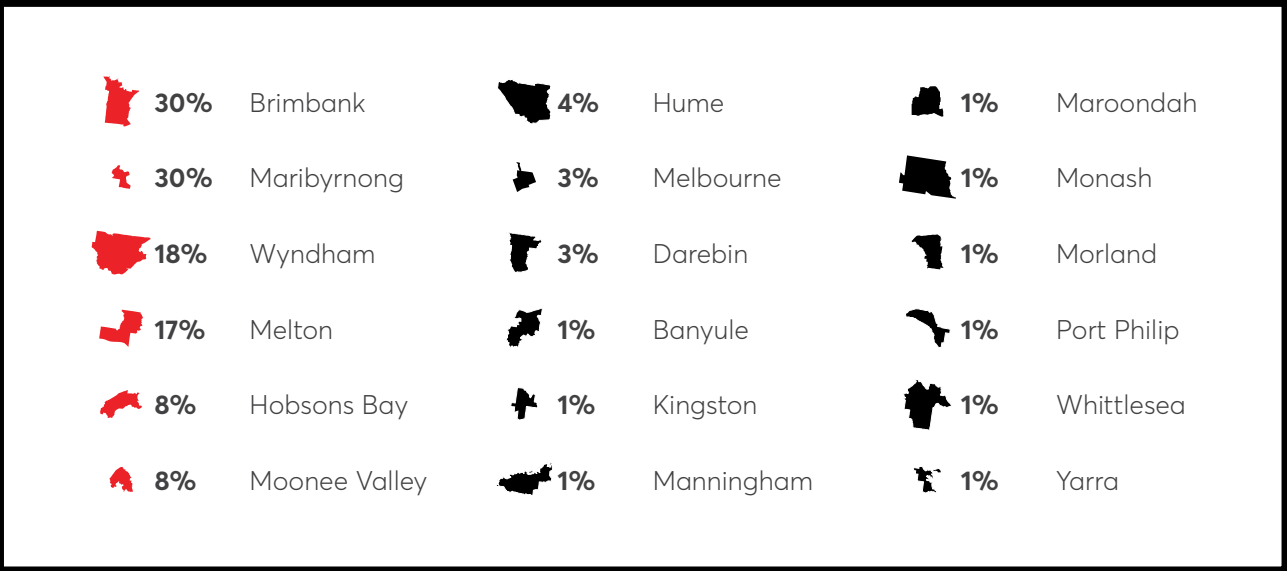 30% Brimbank
30% Maribyrnong
18% Wyndham
17% Melton
8% Hobsons Bay
8% Moonee Valley
4% Hume
3% Melbourne
3% Darebin
1% Banyule
1% Kingston
1% Manningham
1% Maroondah
1% Monash
1% Morland
1% Port Philip
1% Whittlesea
1% Yarra